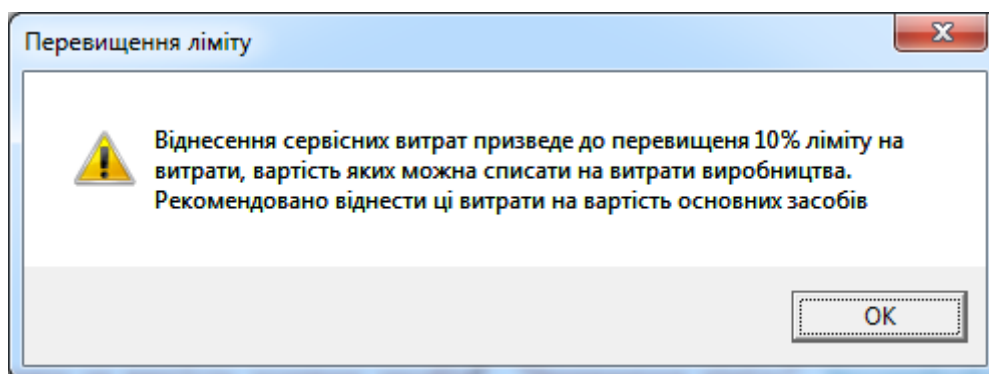 Перевищення ліміту
Віднесення сервісних витрат призведе до перевищеня 10% ліміту на
витрати, вартість яких можна списати на витрати виробництва.
Рекомендовано віднести ці витрати на вартість основних засобів
OK